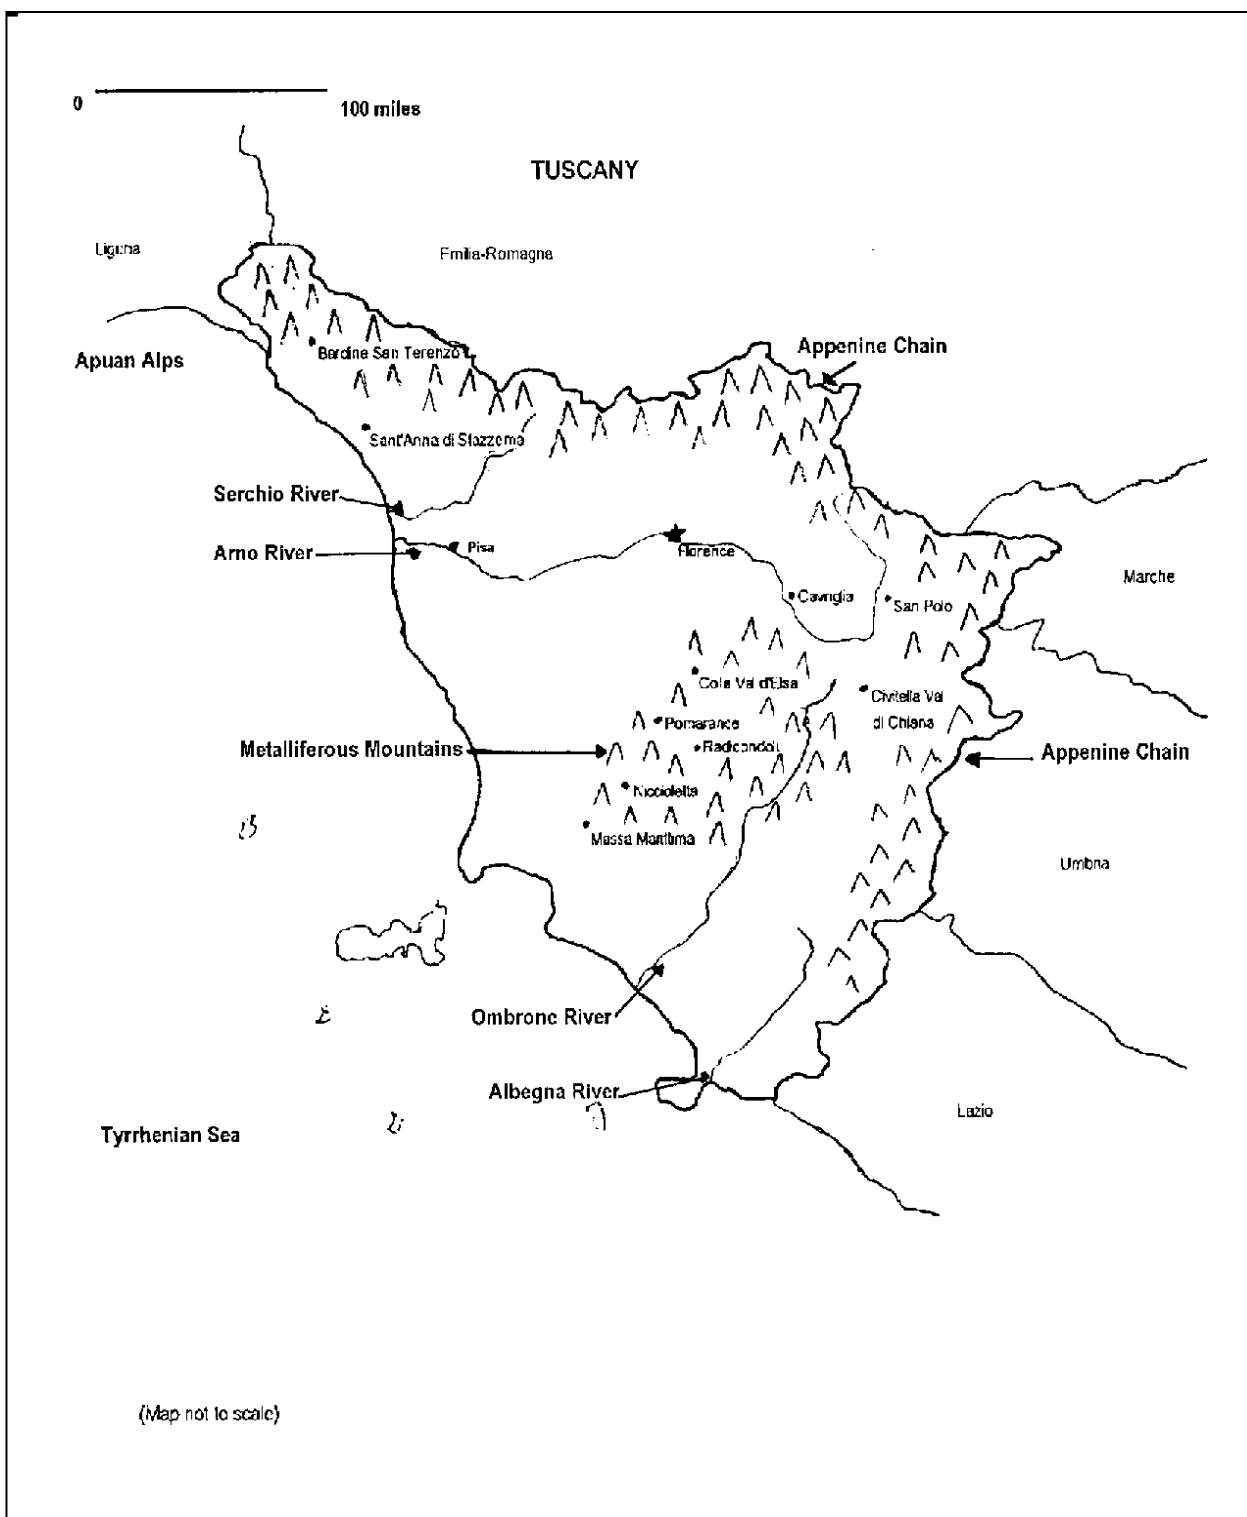 0
100 miles
TUSCANY
Liguria
Emilia-Romagna
Apuan Alps
Appenine Chain
Bardine San Terenzo
Sant'Anna di Stazzema
Serchio River
Arno River
Pisa
Florence
Marche
Cavriglia
San Polo
Colle Val d'Elsa
Civitella Val
di Chiana
Pomarance
Metalliferous Mountains
Radicondoli
Appenine Chain
Niccioletta
Massa Marittima
Umbria
Ombrone River
Albegna River
Lazio
Tyrrhenian Sea
(Map not to scale)